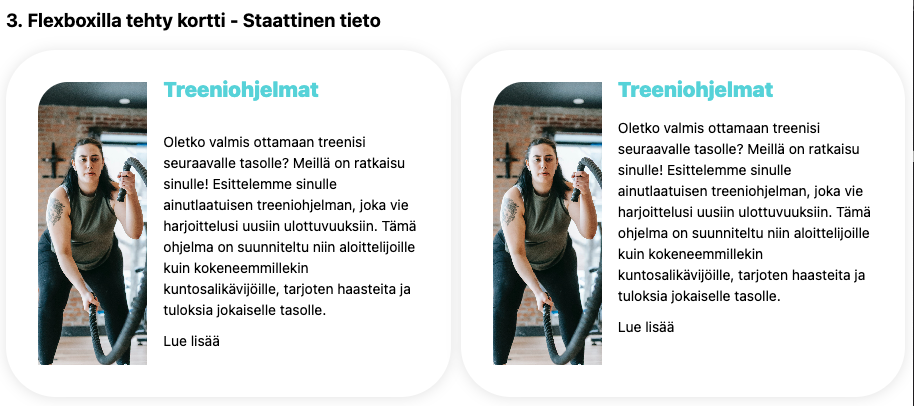 3. Flexboxilla tehty kortti - Staattinen tieto
Treeniohjelmat
Oletko valmis ottamaan treenisi
seuraavalle tasolle? Meillä on ratkaisu
sinulle! Esittelemme sinulle
ainutlaatuisen treeniohjelman, joka vie
harjoittelusi uusiin ulottuvuuksiin. Tämä
ohjelma on suunniteltu niin aloittelijoille
kuin kokeneemmillekin
kuntosalikävijöille, tarjoten haasteita ja
tuloksia jokaiselle tasolle.
Lue lisää
Treeniohjelmat
Oletko valmis ottamaan treenisi
seuraavalle tasolle? Meillä on ratkaisu
sinulle! Esittelemme sinulle
ainutlaatuisen treeniohjelman, joka vie
harjoittelusi uusiin ulottuvuuksiin. Tämä
ohjelma on suunniteltu niin aloittelijoille
kuin kokeneemmillekin
kuntosalikävijöille, tarjoten haasteita ja
tuloksia jokaiselle tasolle.
Lue lisää